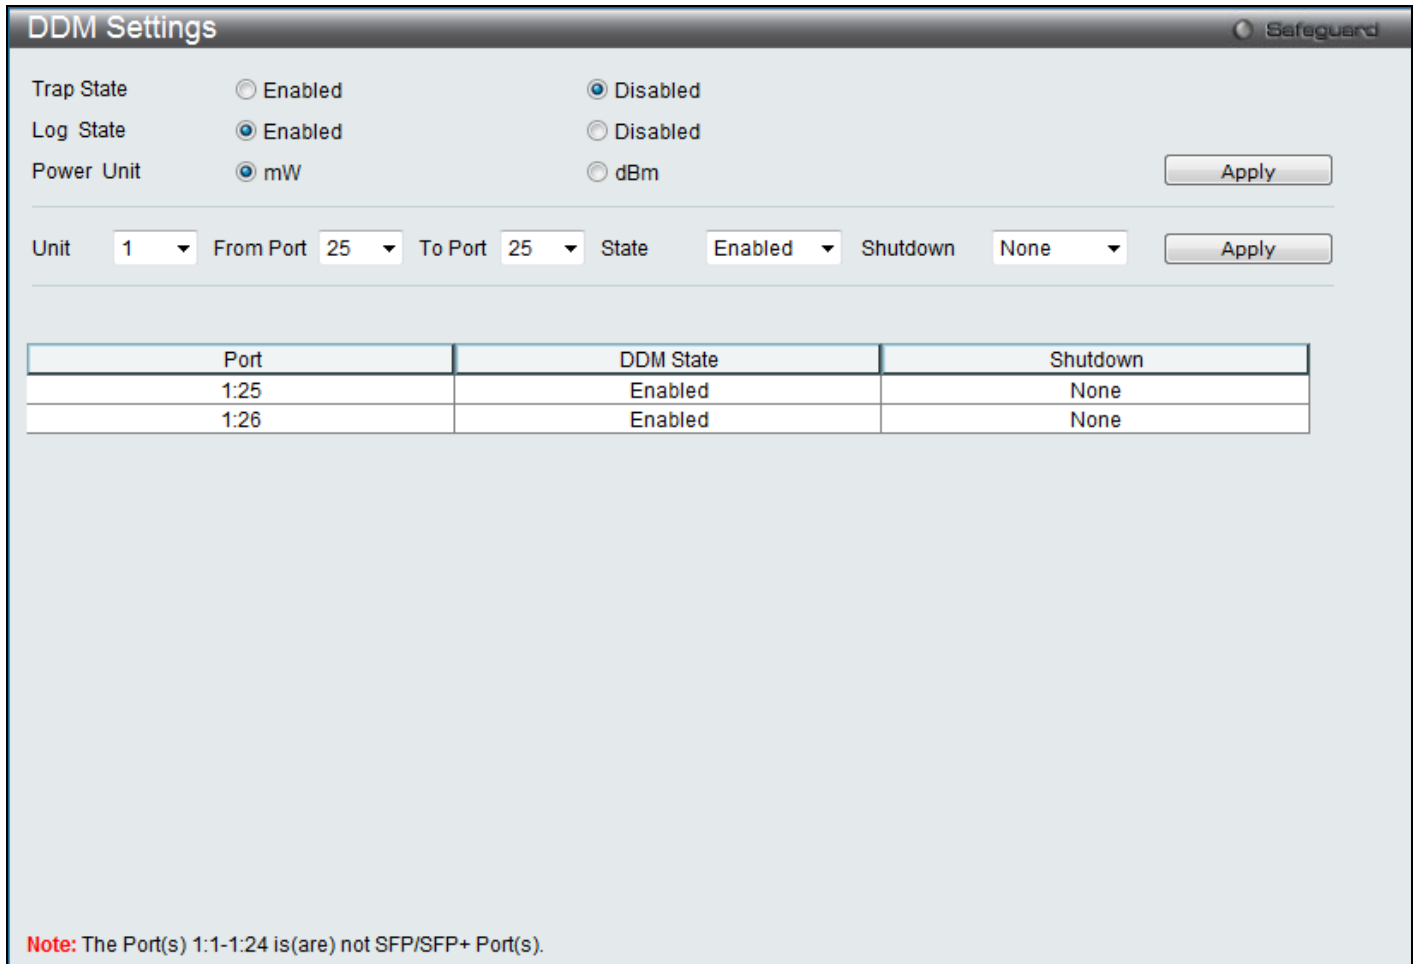 DDM Settings
Safeguard
Trap State Enabled Disabled
Log State Enabled Disabled
Power Unit mW dBm Apply
Unit 1 From Port 25 To Port 25 State Enabled Shutdown None Apply
Port DDM State Shutdown
1:25 Enabled None
1:26 Enabled None
Note: The Port(s) 1:1-1:24 is(are) not SFP/SFP+ Port(s).